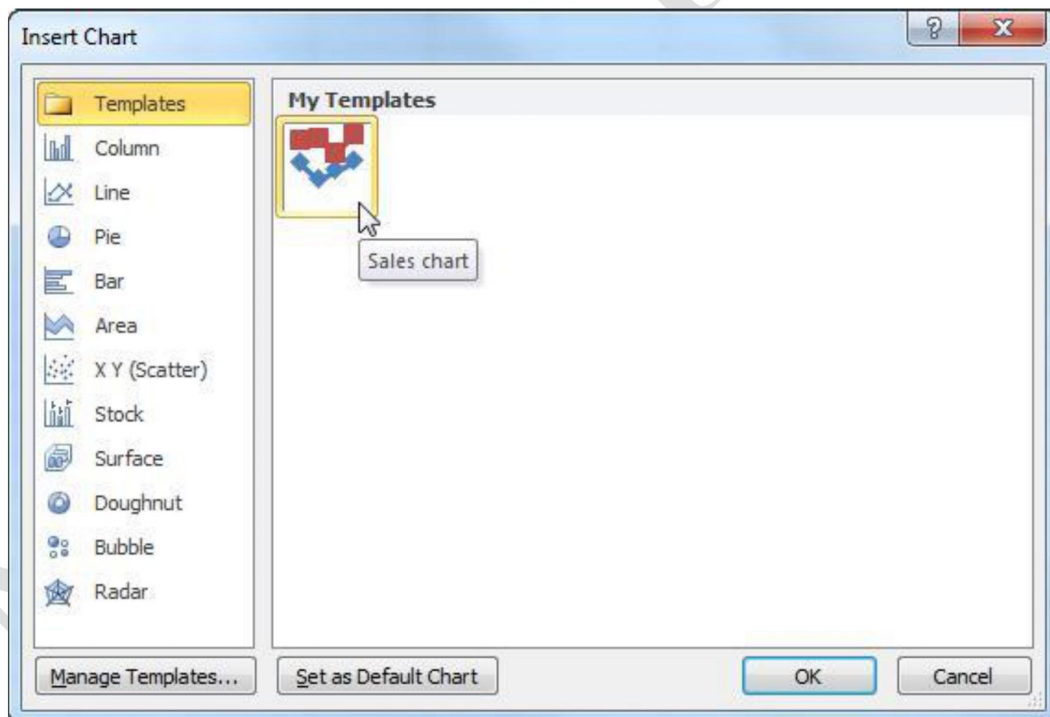 Insert Chart
Templates
Column
Line
Pie
Bar
Area
X Y (Scatter)
Stock
Surface
Doughnut
Bubble
Radar
My Templates
Sales chart
Manage Templates...
Set as Default Chart
OK
Cancel